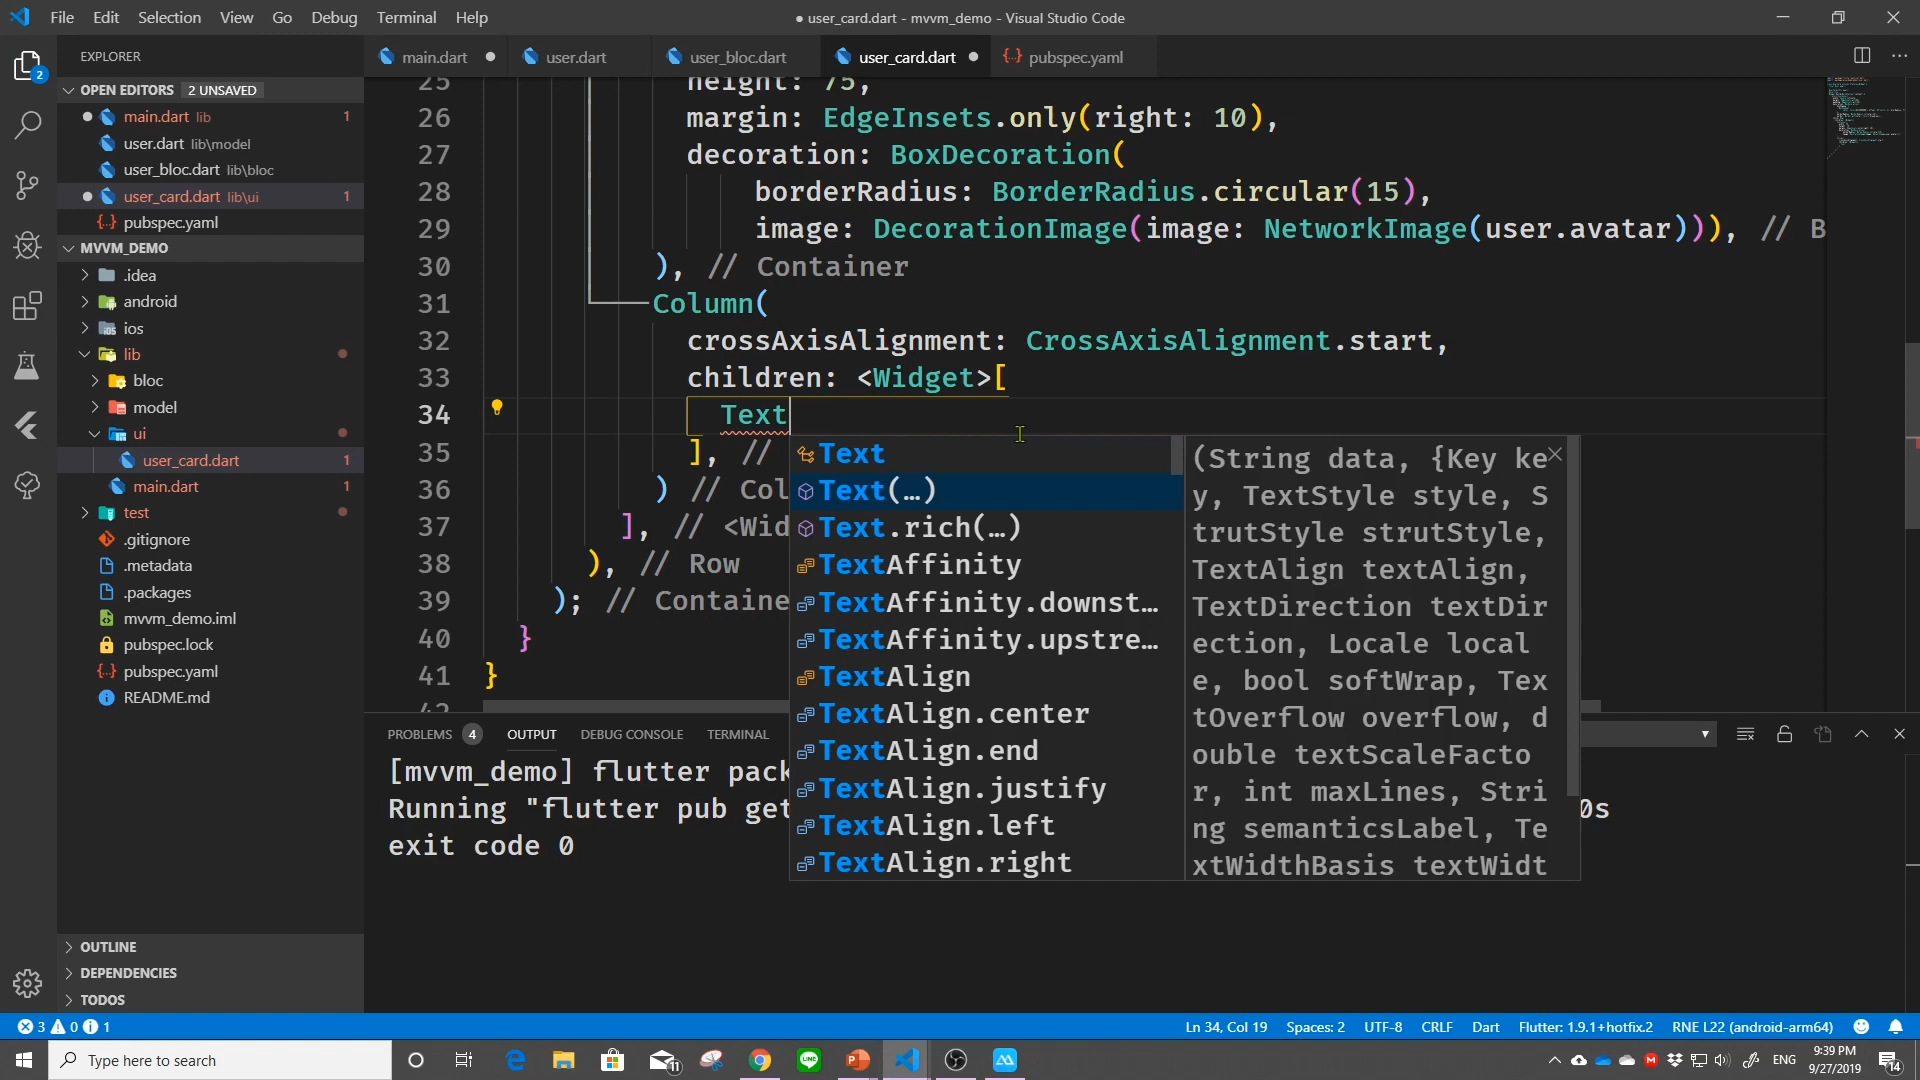 File Edit Selection View Go Debug Terminal Help
● user_card.dart - mvvm_demo - Visual Studio Code
2
EXPLORER
OPEN EDITORS 2 UNSAVED
main.dart lib 1
user.dart lib\model
user_bloc.dart lib\bloc
user_card.dart lib\ui 1
pubspec.yaml
MVVM_DEMO
.idea
android
ios
lib
bloc
model
ui
user_card.dart 1
main.dart 1
test
.gitignore
.metadata
.packages
mvvm_demo.iml
pubspec.lock
pubspec.yaml
README.md
OUTLINE
DEPENDENCIES
TODOS
main.dart user.dart user_bloc.dart user_card.dart pubspec.yaml
25 height: 75,
26 margin: EdgeInsets.only(right: 10),
27 decoration: BoxDecoration(
28 borderRadius: BorderRadius.circular(15),
29 image: DecorationImage(image: NetworkImage(user.avatar))), // B
30 ), // Container
31 Column(
32 crossAxisAlignment: CrossAxisAlignment.start,
33 children: <Widget>[
34 Text
35 ], //
36 ) // Col
37 ], // <Wid
38 ), // Row
39 ); // Containe
40 }
41 }
42
Text
Text(…)
Text.rich(…)
TextAffinity
TextAffinity.downst…
TextAffinity.upstre…
TextAlign
TextAlign.center
TextAlign.end
TextAlign.justify
TextAlign.left
TextAlign.right
(String data, {Key ke
y, TextStyle style, S
trutStyle strutStyle,
TextAlign textAlign,
TextDirection textDir
ection, Locale local
e, bool softWrap, Tex
tOverflow overflow, d
ouble textScaleFacto
r, int maxLines, Stri
ng semanticsLabel, Te
xtWidthBasis textWidt
PROBLEMS 4 OUTPUT DEBUG CONSOLE TERMINAL
[mvvm_demo] flutter pack
Running "flutter pub get
0s
exit code 0
3 0 1
Ln 34, Col 19 Spaces: 2 UTF-8 CRLF Dart Flutter: 1.9.1+hotfix.2 RNE L22 (android-arm64)
Type here to search
11
ENG
9:39 PM
9/27/2019
14